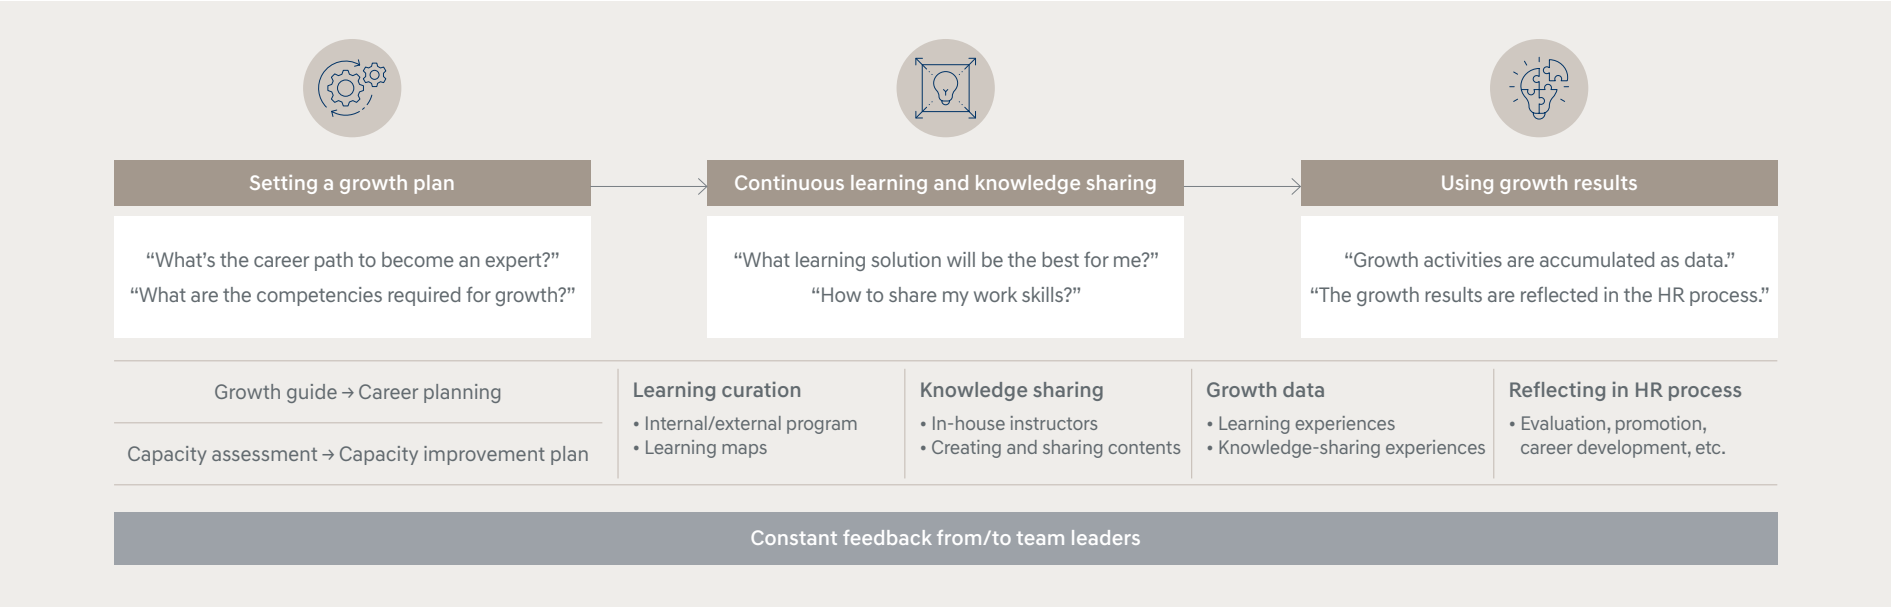 Setting a growth plan
Continuous learning and knowledge sharing
Using growth results
“What’s the career path to become an expert?”
“What are the competencies required for growth?”
“What learning solution will be the best for me?”
“How to share my work skills?”
“Growth activities are accumulated as data.”
“The growth results are reflected in the HR process.”
Growth guide → Career planning
Capacity assessment → Capacity improvement plan
Learning curation
• Internal/external program
• Learning maps
Knowledge sharing
• In-house instructors
• Creating and sharing contents
Growth data
• Learning experiences
• Knowledge-sharing experiences
Reflecting in HR process
• Evaluation, promotion,
career development, etc.
Constant feedback from/to team leaders